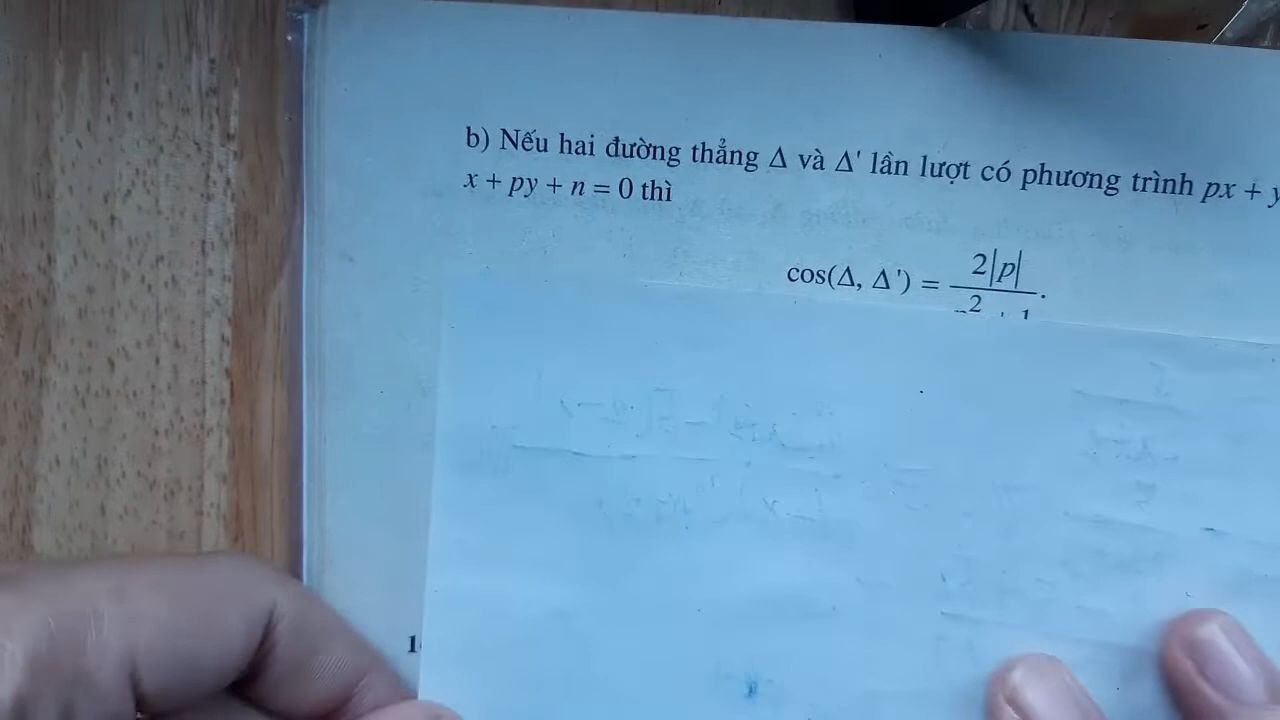 b) Nếu hai đường thẳng Δ và Δ' lần lượt có phương trình px + y
x + py + n = 0 thì
cos(Δ, Δ') = 2|p|